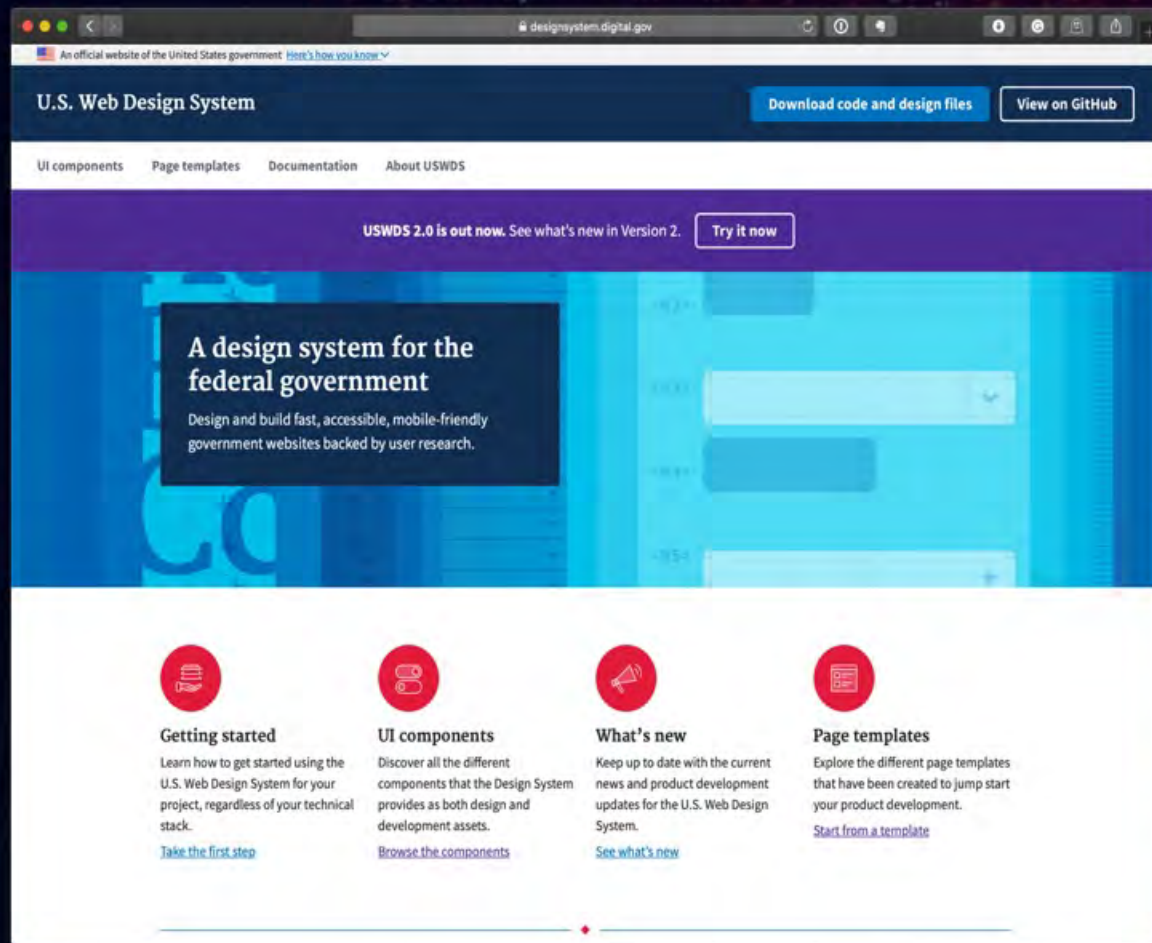 designsystem.digital.gov
An official website of the United States government Here's how you know
U.S. Web Design System
Download code and design files
View on GitHub
UI components
Page templates
Documentation
About USWDS
USWDS 2.0 is out now. See what's new in Version 2.
Try it now
A design system for the
federal government
Design and build fast, accessible, mobile-friendly
government websites backed by user research.
Co
Getting started
Learn how to get started using the
U.S. Web Design System for your
project, regardless of your technical
stack.
Take the first step
UI components
Discover all the different
components that the Design System
provides as both design and
development assets.
Browse the components
What's new
Keep up to date with the current
news and product development
updates for the U.S. Web Design
System.
See what's new
Page templates
Explore the different page templates
that have been created to jump start
your product development.
Start from a template